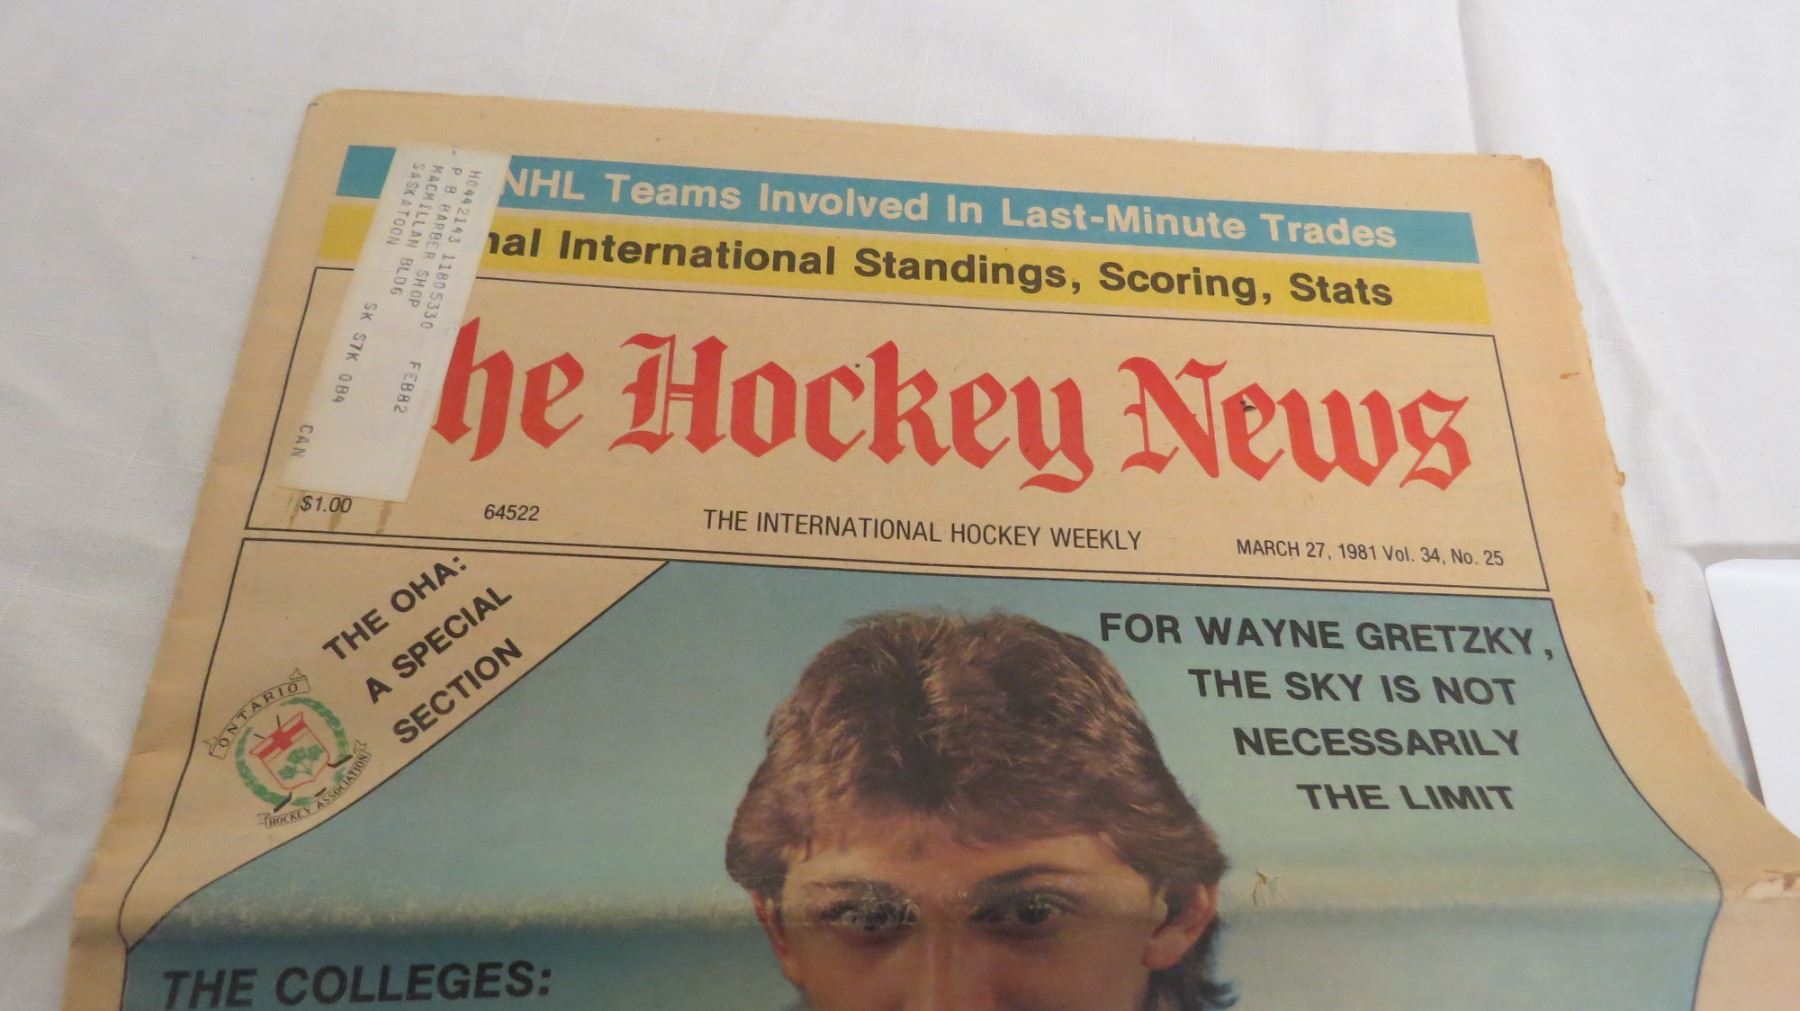 NHL Teams Involved In Last-Minute Trades
nal International Standings, Scoring, Stats
H0442143 11805330 FEB82
P B BARBER
MACMILLAN SHOP
SASKATOON BLDG
SK S7K 0B4
CAN
he Hockey News
$1.00
64522
THE INTERNATIONAL HOCKEY WEEKLY
MARCH 27, 1981 Vol. 34, No. 25
THE OHA:
A SPECIAL
SECTION
ONTARIO
HOCKEY ASSOCIATION
FOR WAYNE GRETZKY,
THE SKY IS NOT
NECESSARILY
THE LIMIT
THE COLLEGES: